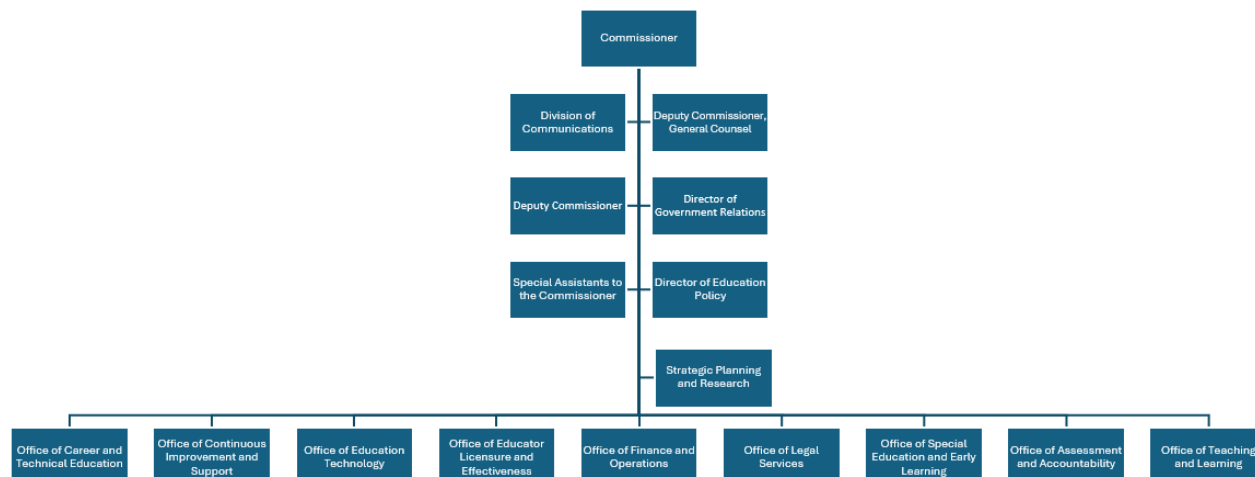 Commissioner
Division of
Communications
Deputy Commissioner,
General Counsel
Deputy Commissioner
Director of
Government Relations
Special Assistants to
the Commissioner
Director of Education
Policy
Strategic Planning
and Research
Office of Career and
Technical Education
Office of Continuous
Improvement and
Support
Office of Education
Technology
Office of Educator
Licensure and
Effectiveness
Office of Finance and
Operations
Office of Legal
Services
Office of Special
Education and Early
Learning
Office of Assessment
and Accountability
Office of Teaching
and Learning